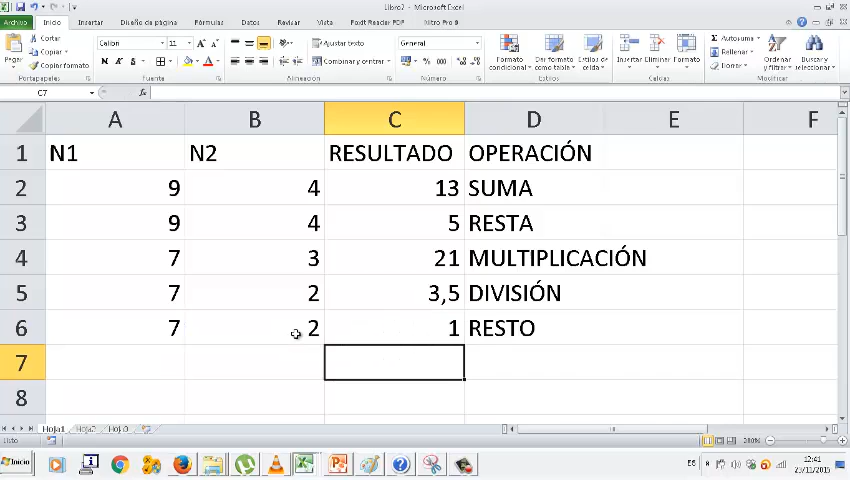 Libro2 - Microsoft Excel
Archivo Inicio Insertar Diseño de página Fórmulas Datos Revisar Vista Foxit Reader PDF Nitro Pro 9
Pegar
Cortar
Copiar
Copiar formato
Portapapeles
Calibri 11
N K S
Fuente
Ajustar texto
Combinar y centrar
Alineación
General
% 000
Número
Formato condicional
Dar formato como tabla
Estilos de celda
Estilos
Insertar Eliminar Formato
Celdas
Autosuma
Rellenar
Borrar
Ordenar y filtrar
Buscar y seleccionar
Modificar
C7 fx
A B C D E F
1 N1 N2 RESULTADO OPERACIÓN
2 9 4 13 SUMA
3 9 4 5 RESTA
4 7 3 21 MULTIPLICACIÓN
5 7 2 3,5 DIVISIÓN
6 7 2 1 RESTO
7
8
Hoja1 Hoja2 Hoja3
Listo
Inicio
ES
12:41
23/11/2015